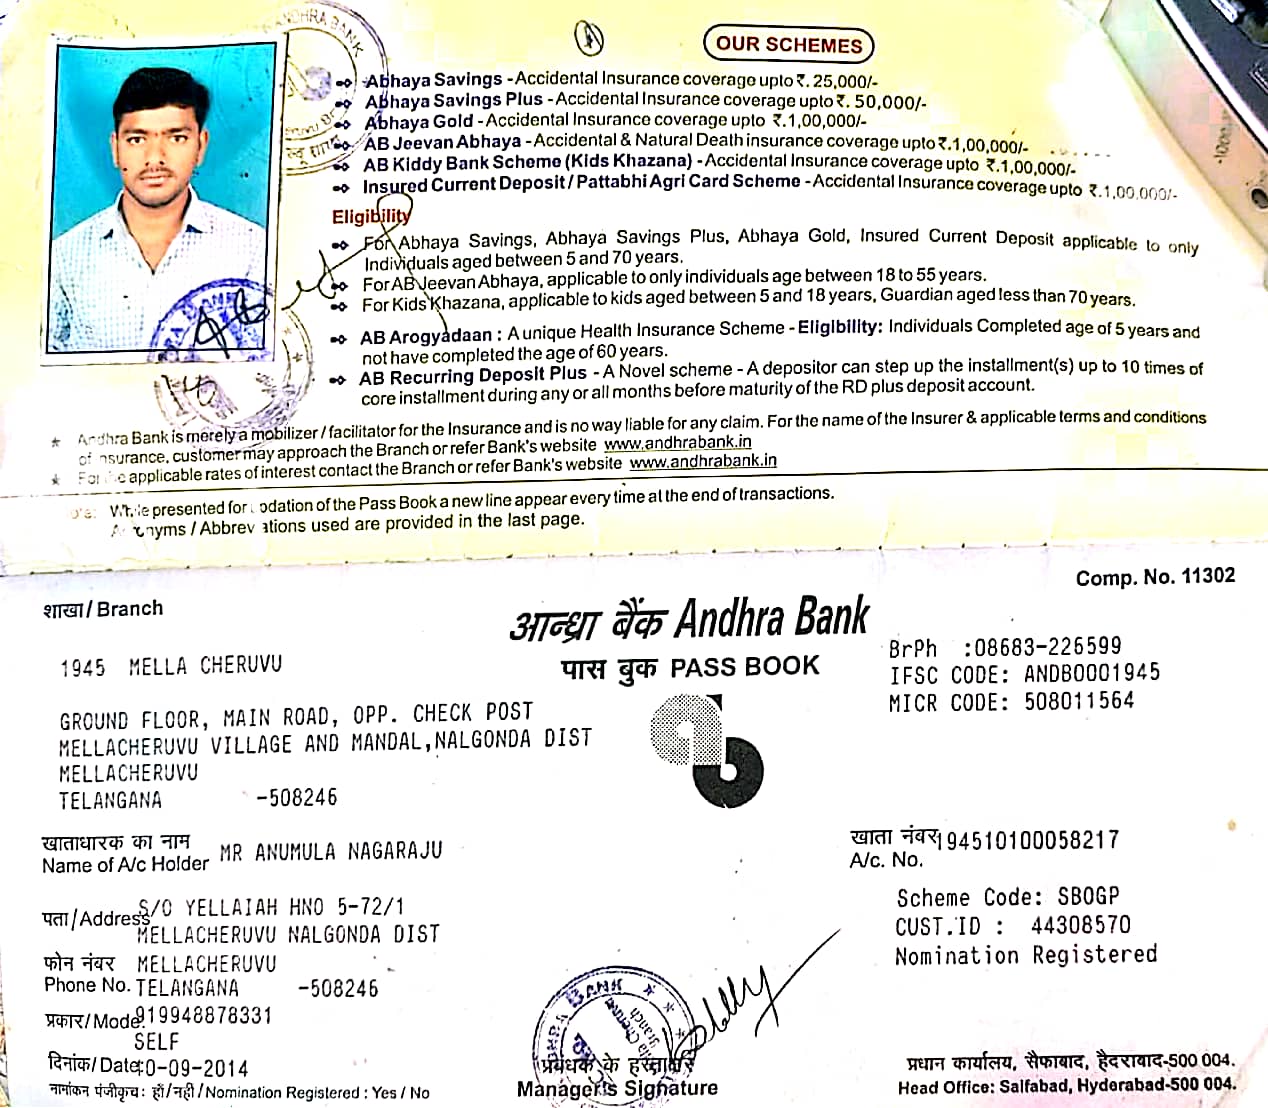 OUR SCHEMES
Abhaya Savings -Accidental Insurance coverage upto ₹. 25,000/-
Abhaya Savings Plus -Accidental Insurance coverage upto ₹. 50,000/-
Abhaya Gold -Accidental Insurance coverage upto ₹.1,00,000/-
AB Jeevan Abhaya -Accidental & Natural Death insurance coverage upto ₹.1,00,000/-
AB Kiddy Bank Scheme (Kids Khazana) -Accidental Insurance coverage upto ₹.1,00,000/-
Insured Current Deposit / Pattabhi Agri Card Scheme -Accidental Insurance coverage upto ₹.1,00,000/-
Eligibility
For Abhaya Savings, Abhaya Savings Plus, Abhaya Gold, Insured Current Deposit applicable to only
Individuals aged between 5 and 70 years.
For AB Jeevan Abhaya, applicable to only individuals age between 18 to 55 years.
For Kids Khazana, applicable to kids aged between 5 and 18 years, Guardian aged less than 70 years.
AB Arogyadaan : A unique Health Insurance Scheme - Eligibility: Individuals Completed age of 5 years and
not have completed the age of 60 years.
AB Recurring Deposit Plus - A Novel scheme - A depositor can step up the installment(s) up to 10 times of
core installment during any or all months before maturity of the RD plus deposit account.
* Andhra Bank is merely a mobilizer / facilitator for the Insurance and is no way liable for any claim. For the name of the Insurer & applicable terms and conditions
of insurance, customer may approach the Branch or refer Bank's website www.andhrabank.in
* For the applicable rates of interest contact the Branch or refer Bank's website www.andhrabank.in
While presented for odation of the Pass Book a new line appear every time at the end of transactions.
/ Abbreviations used are provided in the last page.
Comp. No. 11302
शाखा / Branch
आन्ध्रा बैंक Andhra Bank
पास बुक PASS BOOK
BrPh :08683-226599
IFSC CODE: ANDB0001945
MICR CODE: 508011564
1945 MELLA CHERUVU
GROUND FLOOR, MAIN ROAD, OPP. CHECK POST
MELLACHERUVU VILLAGE AND MANDAL,NALGONDA DIST
MELLACHERUVU
TELANGANA -508246
खाताधारक का नाम
Name of A/c Holder MR ANUMULA NAGARAJU
खाता नंबर 194510100058217
A/c. No.
पता / Address S/O YELLAIAH HNO 5-72/1
MELLACHERUVU NALGONDA DIST
फोन नंबर MELLACHERUVU
Phone No. TELANGANA -508246
Scheme Code: SBOGP
CUST.ID : 44308570
Nomination Registered
प्रकार / Mode: 919948878331
SELF
दिनांक / Date 0-09-2014
नामांकन पंजीकृत : हाँ / नहीं / Nomination Registered : Yes / No
प्रबंधक के हस्ताक्षर
Manager's Signature
प्रधान कार्यालय, सैफाबाद, हैदराबाद-500 004.
Head Office: Saifabad, Hyderabad-500 004.